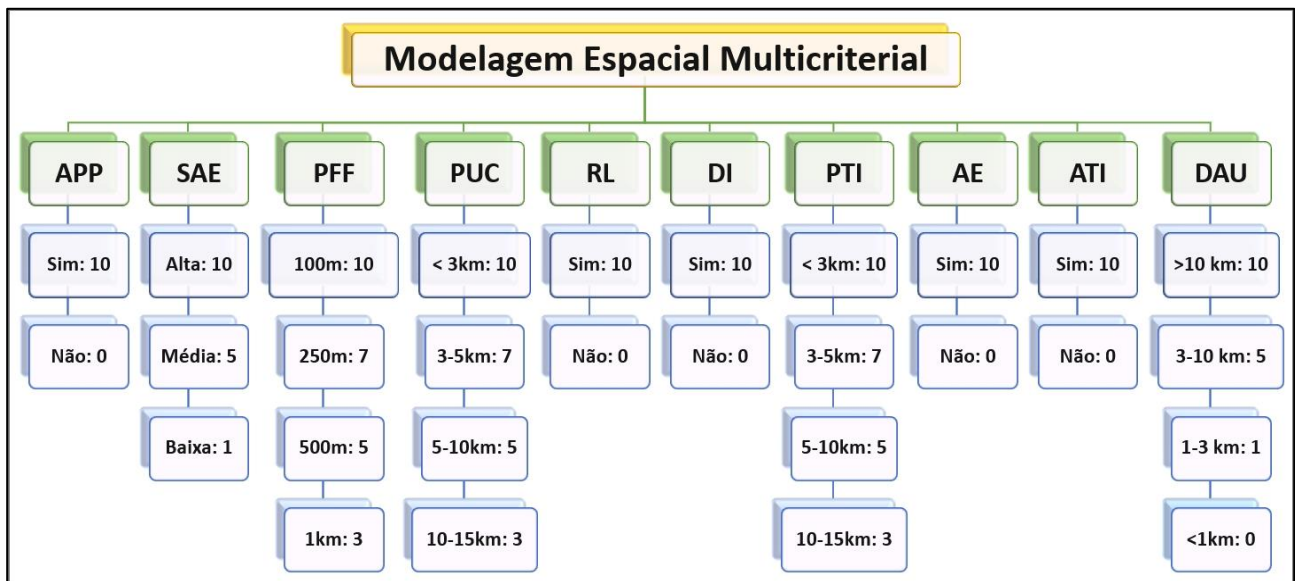 Modelagem Espacial Multicriterial
APP
SAE
PFF
PUC
RL
DI
PTI
AE
ATI
DAU
Sim: 10
Alta: 10
100m: 10
< 3km: 10
Sim: 10
Sim: 10
< 3km: 10
Sim: 10
Sim: 10
>10 km: 10
Não: 0
Média: 5
250m: 7
3-5km: 7
Não: 0
Não: 0
3-5km: 7
Não: 0
Não: 0
3-10 km: 5
Baixa: 1
500m: 5
5-10km: 5
5-10km: 5
1-3 km: 1
1km: 3
10-15km: 3
10-15km: 3
<1km: 0